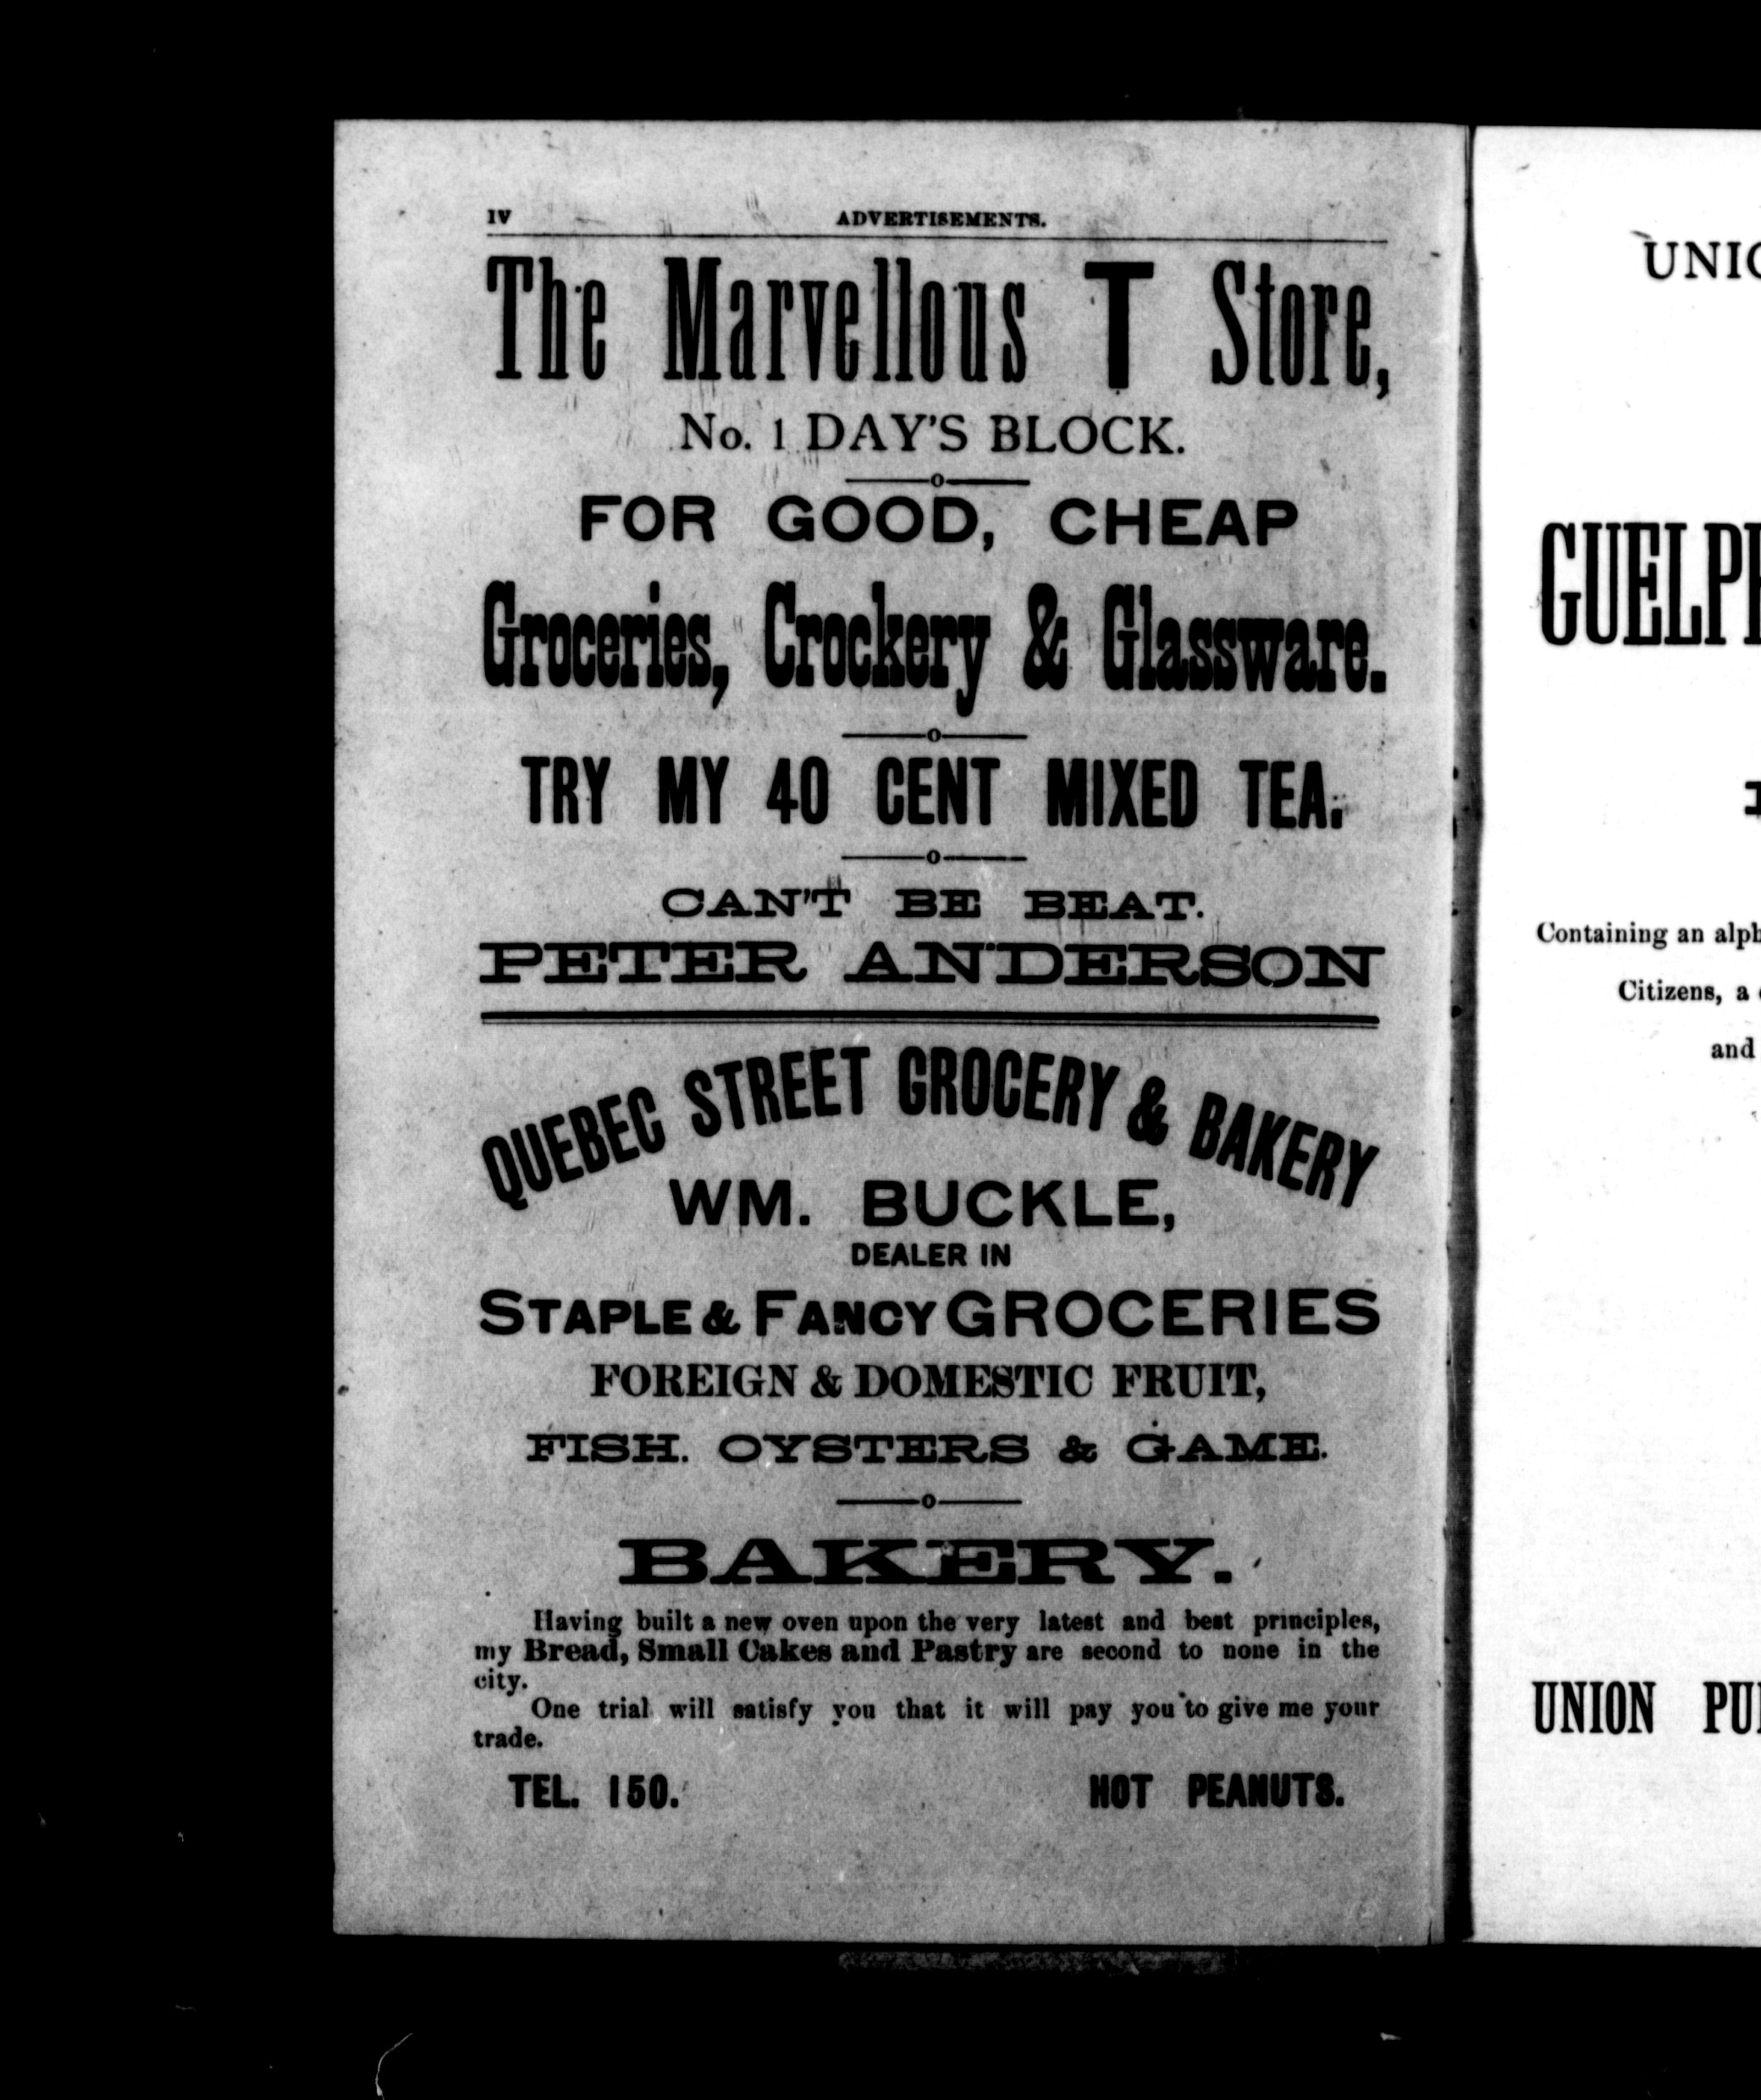 IV ADVERTISEMENTS.
The Marvellous T Store,
No. 1 DAY'S BLOCK.
FOR GOOD, CHEAP
Groceries, Crockery & Glassware.
TRY MY 40 CENT MIXED TEA.
CAN'T BE BEAT.
PETER ANDERSON
QUEBEC STREET GROCERY & BAKERY
WM. BUCKLE,
DEALER IN
STAPLE & FANCY GROCERIES
FOREIGN & DOMESTIC FRUIT,
FISH. OYSTERS & GAME.
BAKERY.
Having built a new oven upon the very latest and best principles,
my Bread, Small Cakes and Pastry are second to none in the
city.
One trial will satisfy you that it will pay you to give me your
trade.
TEL. 150. HOT PEANUTS.
Containing an
Citizens, a
and
UNION